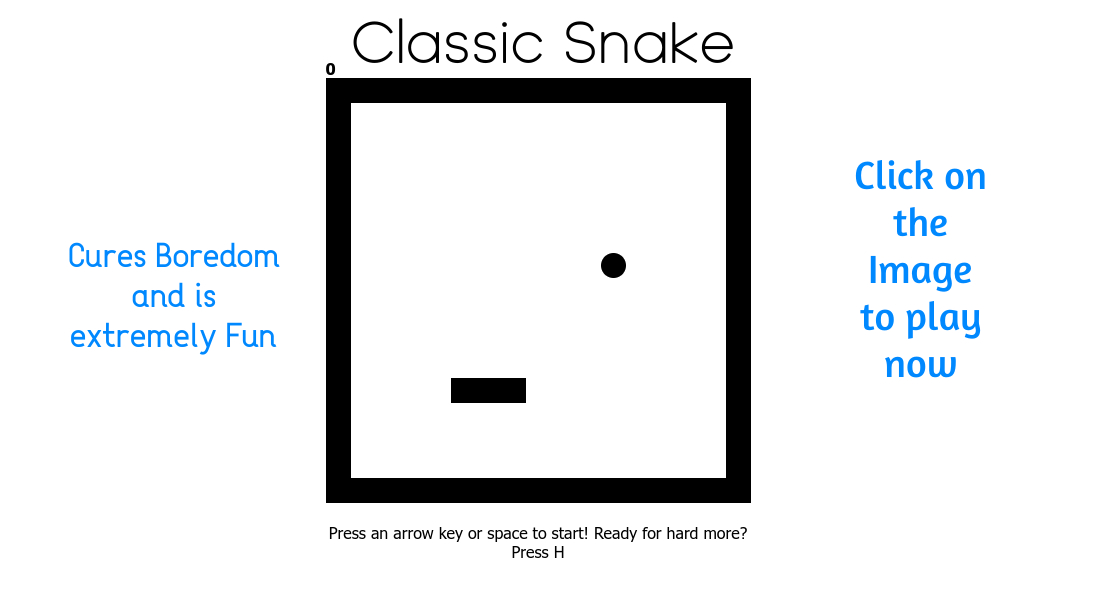 Classic Snake
0
Cures Boredom
and is
extremely Fun
Click on
the
Image
to play
now
Press an arrow key or space to start! Ready for hard more?
Press H